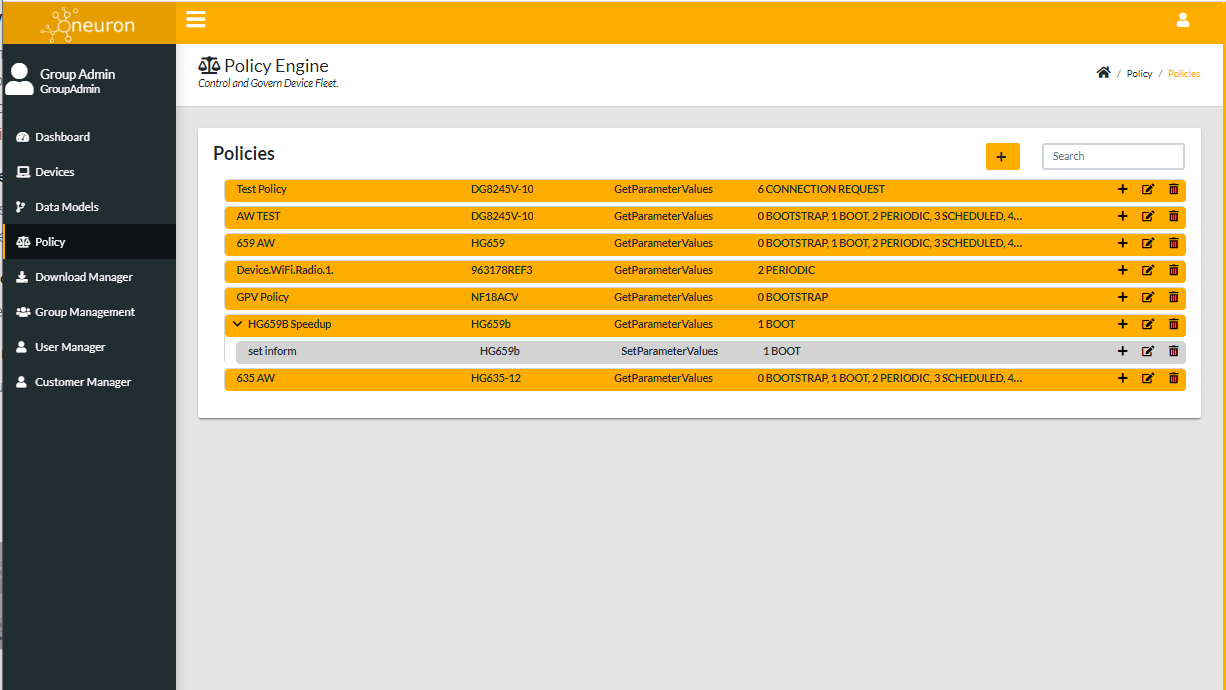 neuron
Group Admin
GroupAdmin
Dashboard
Devices
Data Models
Policy
Download Manager
Group Management
User Manager
Customer Manager
Policy Engine
Control and Govern Device Fleet.
/ Policy / Policies
Policies
+ Search
Test Policy DG8245V-10 GetParameterValues 6 CONNECTION REQUEST
AW TEST DG8245V-10 GetParameterValues 0 BOOTSTRAP, 1 BOOT, 2 PERIODIC, 3 SCHEDULED, 4...
659 AW HG659 GetParameterValues 0 BOOTSTRAP, 1 BOOT, 2 PERIODIC, 3 SCHEDULED, 4...
Device.WiFi.Radio.1. 963178REF3 GetParameterValues 2 PERIODIC
GPV Policy NF18ACV GetParameterValues 0 BOOTSTRAP
HG659B Speedup HG659b GetParameterValues 1 BOOT
set inform HG659b SetParameterValues 1 BOOT
635 AW HG635-12 GetParameterValues 0 BOOTSTRAP, 1 BOOT, 2 PERIODIC, 3 SCHEDULED, 4...